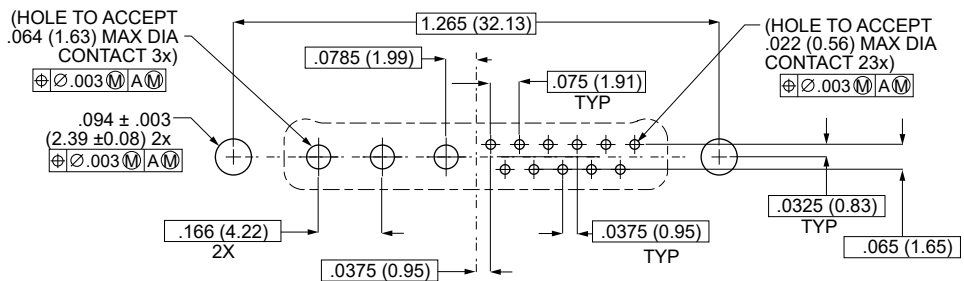 (HOLE TO ACCEPT
.064 (1.63) MAX DIA
CONTACT 3x)
⌖ ∅.003 Ⓜ A Ⓜ
.094 ± .003
(2.39 ±0.08) 2x
⌖ ∅.003 Ⓜ A Ⓜ
1.265 (32.13)
.0785 (1.99)
.075 (1.91)
TYP
(HOLE TO ACCEPT
.022 (0.56) MAX DIA
CONTACT 23x)
⌖ ∅.003 Ⓜ A Ⓜ
.166 (4.22)
2X
.0375 (0.95)
.0375 (0.95)
TYP
.0325 (0.83)
TYP
.065 (1.65)